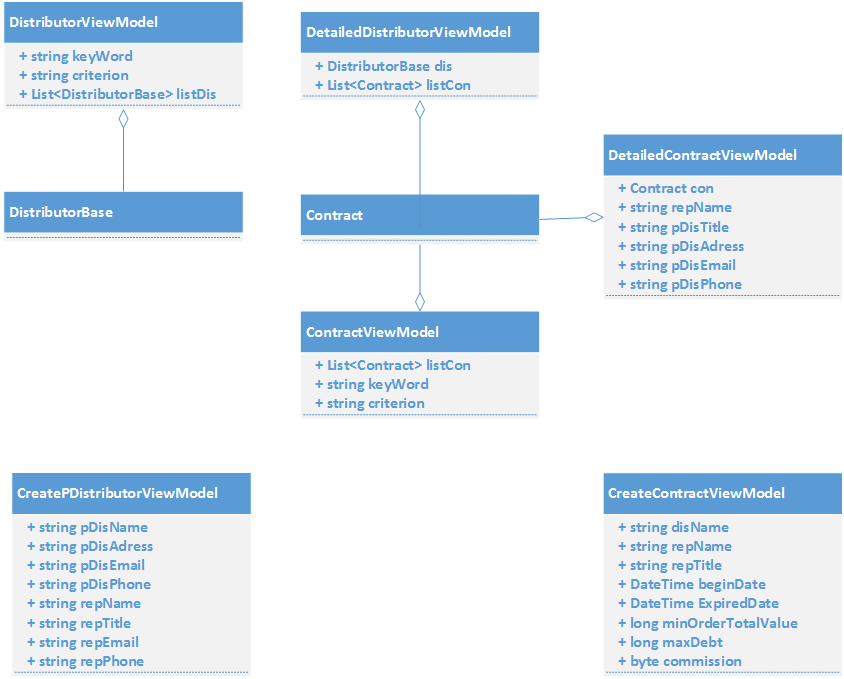 DistributorViewModel
+ string keyWord
+ string criterion
+ List<DistributorBase> listDis
DetailedDistributorViewModel
+ DistributorBase dis
+ List<Contract> listCon
DetailedContractViewModel
+ Contract con
+ string repName
+ string pDisTitle
+ string pDisAdress
+ string pDisEmail
+ string pDisPhone
DistributorBase
Contract
ContractViewModel
+ List<Contract> listCon
+ string keyWord
+ string criterion
CreatePDistributorViewModel
+ string pDisName
+ string pDisAdress
+ string pDisEmail
+ string pDisPhone
+ string repName
+ string repTitle
+ string repEmail
+ string repPhone
CreateContractViewModel
+ string disName
+ string repName
+ string repTitle
+ DateTime beginDate
+ DateTime ExpiredDate
+ long minOrderTotalValue
+ long maxDebt
+ byte commission